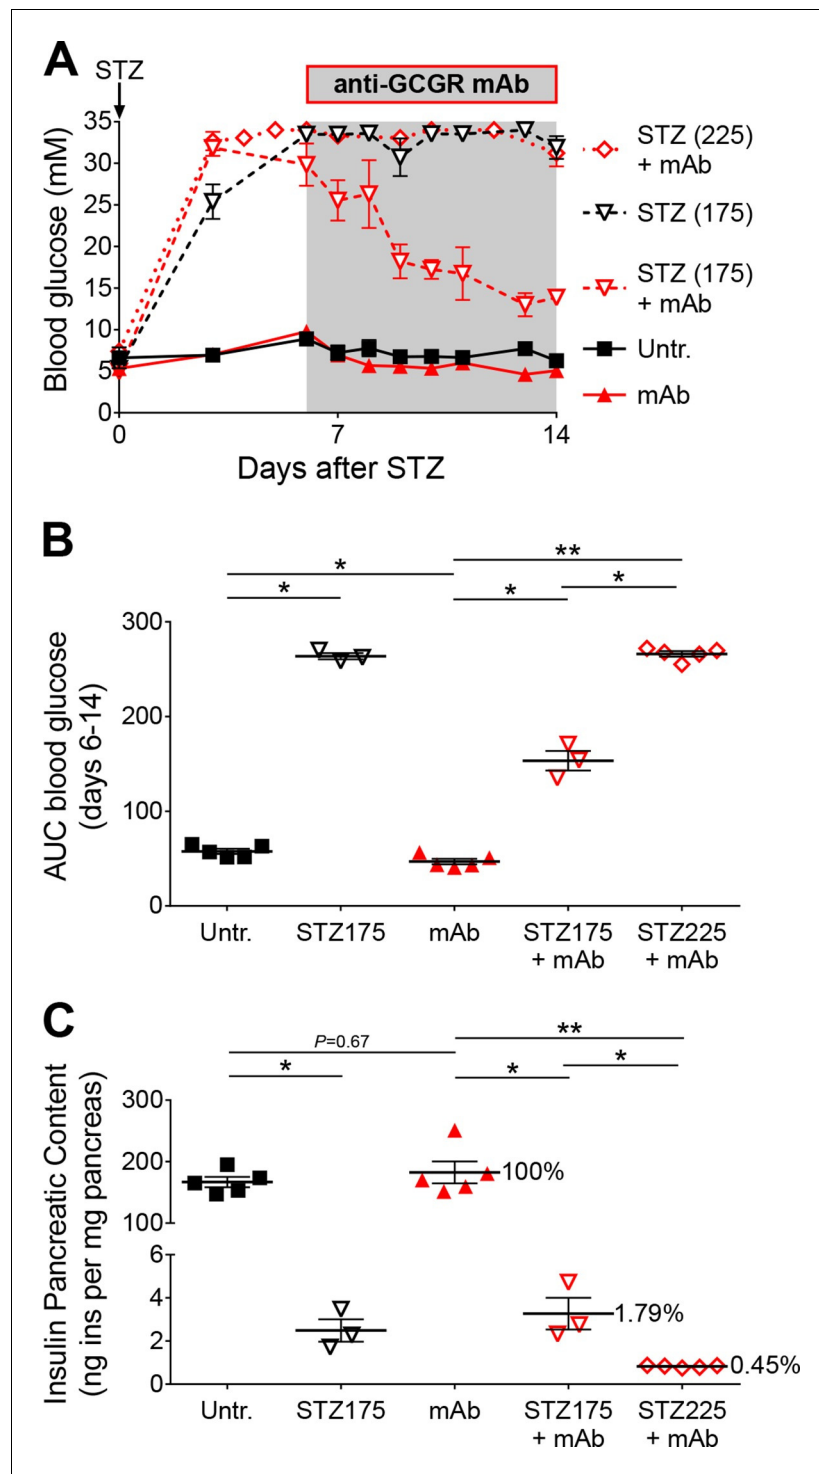 A
STZ
anti-GCGR mAb
Blood glucose (mM)
35
30
25
20
15
10
5
0
0
7
14
Days after STZ
STZ (225)
+ mAb
STZ (175)
STZ (175)
+ mAb
Untr.
mAb
B
**
*
*
*
*
AUC blood glucose
(days 6-14)
300
200
100
0
Untr.
STZ175
mAb
STZ175
+ mAb
STZ225
+ mAb
C
**
P=0.67
*
*
*
Insulin Pancreatic Content
(ng ins per mg pancreas)
300
200
100
6
4
2
0
100%
1.79%
0.45%
Untr.
STZ175
mAb
STZ175
+ mAb
STZ225
+ mAb